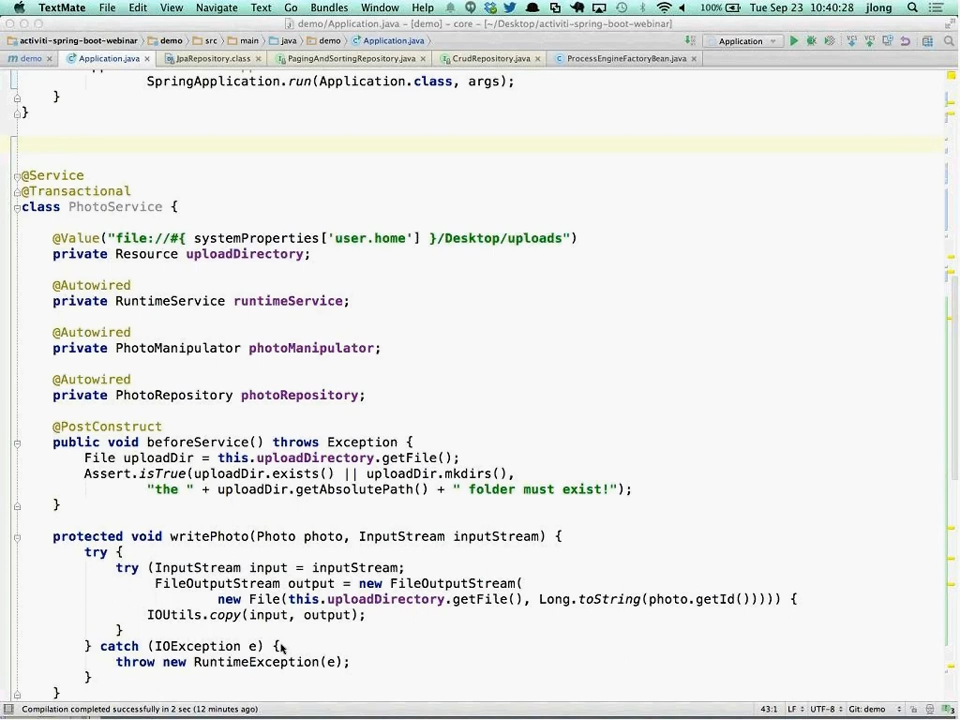 TextMate File Edit View Navigate Text Go Bundles Window Help 100% Tue Sep 23 10:40:28 jlong
demo/Application.java - [demo] - core - [~/Desktop/activiti-spring-boot-webinar]
activiti-spring-boot-webinar demo src main java demo Application.java Application
m demo Application.java JpaRepository.class PagingAndSortingRepository.java CrudRepository.java ProcessEngineFactoryBean.java
SpringApplication.run(Application.class, args);
}
}
@Service
@Transactional
class PhotoService {
@Value("file://#{ systemProperties['user.home'] }/Desktop/uploads")
private Resource uploadDirectory;
@Autowired
private RuntimeService runtimeService;
@Autowired
private PhotoManipulator photoManipulator;
@Autowired
private PhotoRepository photoRepository;
@PostConstruct
public void beforeService() throws Exception {
File uploadDir = this.uploadDirectory.getFile();
Assert.isTrue(uploadDir.exists() || uploadDir.mkdirs(),
"the " + uploadDir.getAbsolutePath() + " folder must exist!");
}
protected void writePhoto(Photo photo, InputStream inputStream) {
try {
try (InputStream input = inputStream;
FileOutputStream output = new FileOutputStream(
new File(this.uploadDirectory.getFile(), Long.toString(photo.getId())))) {
IOUtils.copy(input, output);
}
} catch (IOException e) {
throw new RuntimeException(e);
}
}
Compilation completed successfully in 2 sec (12 minutes ago) 43:1 LF UTF-8 Git: demo